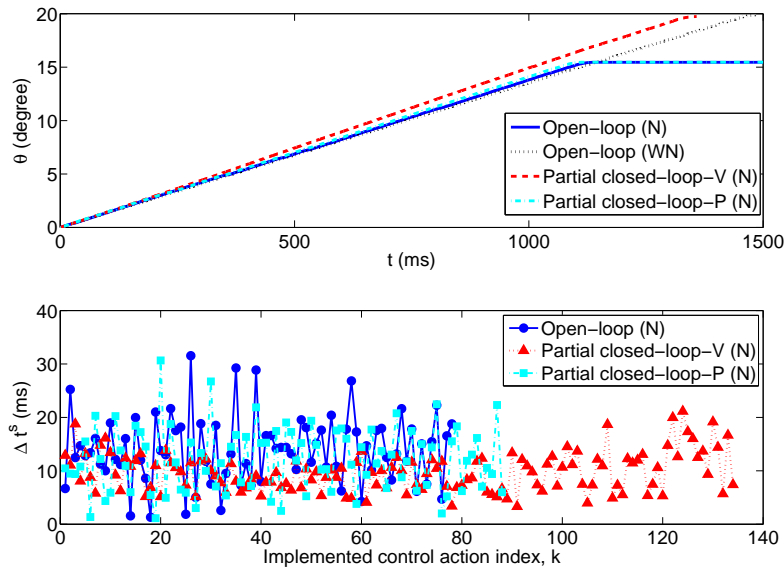 20
15
10
5
0
θ (degree)
0
500
1000
1500
t (ms)
Open−loop (N)
Open−loop (WN)
Partial closed−loop−V (N)
Partial closed−loop−P (N)
40
30
20
10
0
Δ t^s (ms)
0
20
40
60
80
100
120
140
Implemented control action index, k
Open−loop (N)
Partial closed−loop−V (N)
Partial closed−loop−P (N)